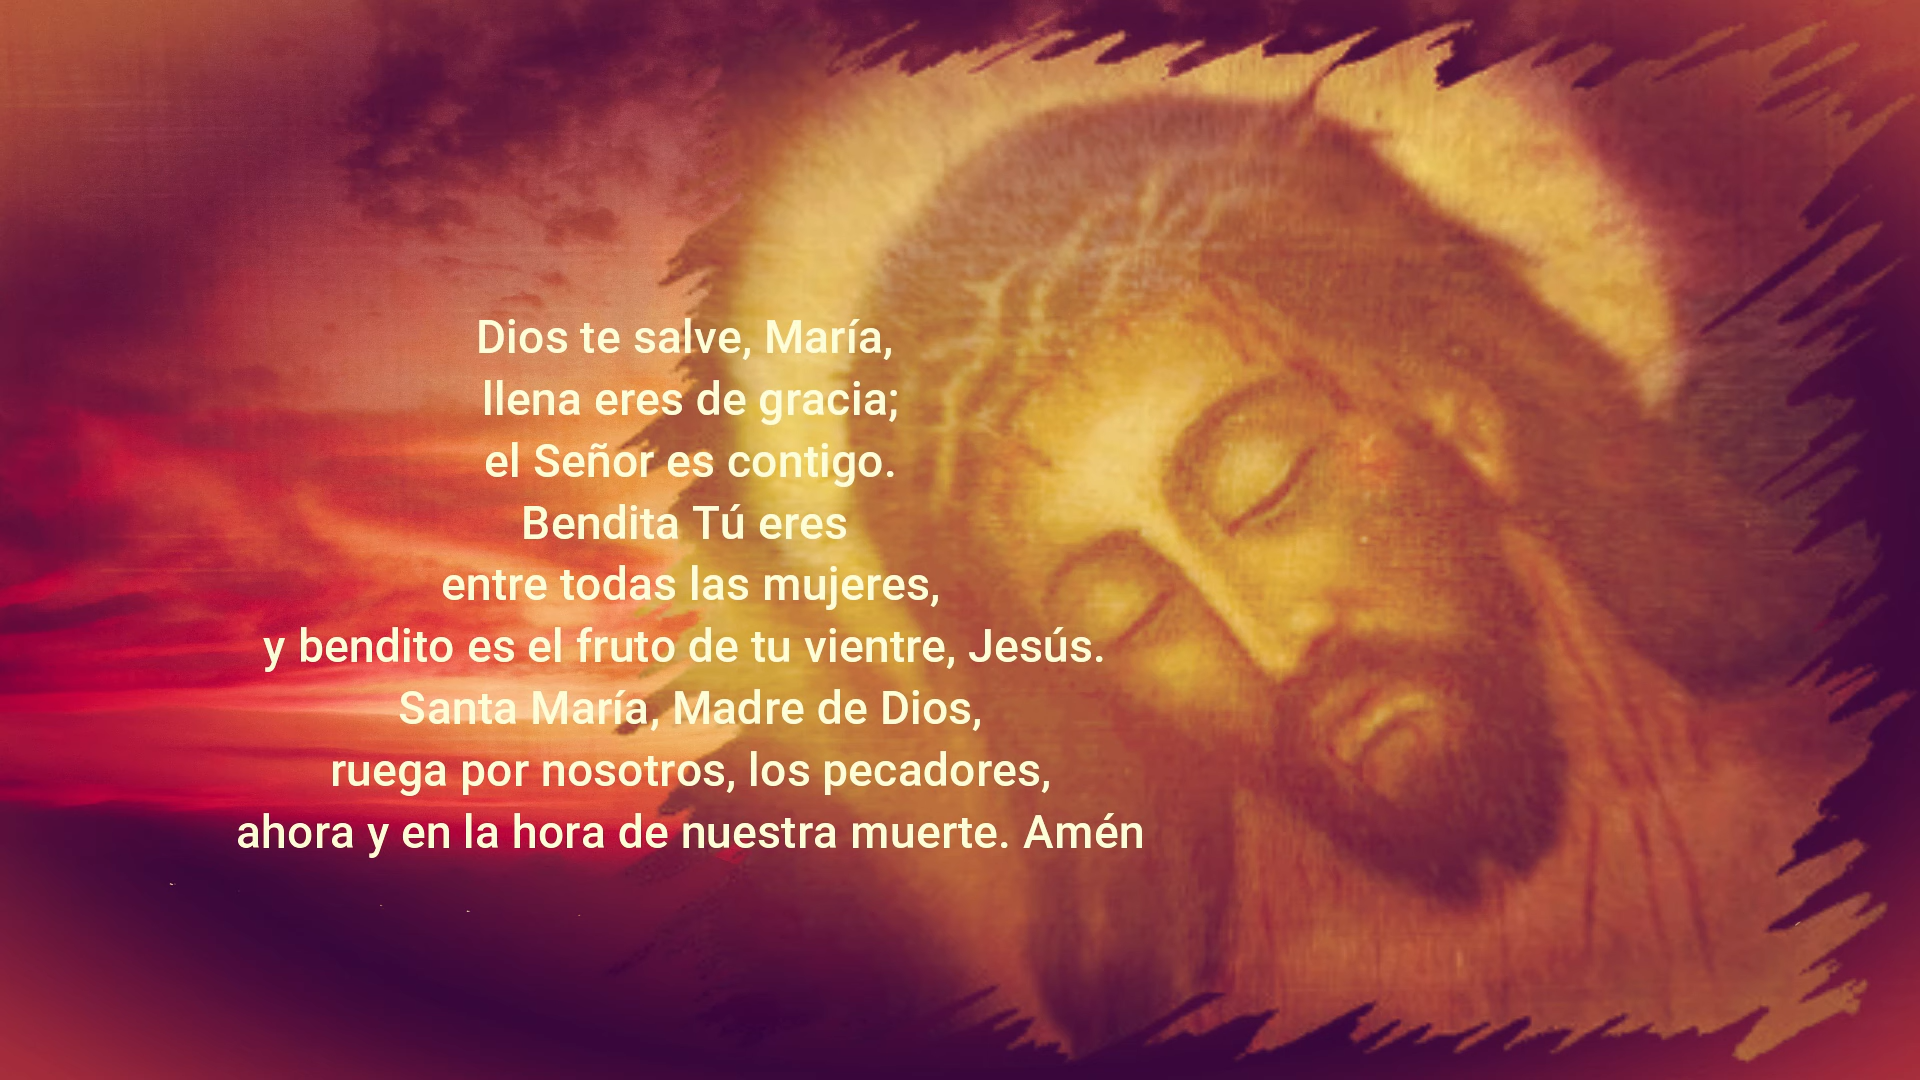 Dios te salve, María,
llena eres de gracia;
el Señor es contigo.
Bendita Tú eres
entre todas las mujeres,
y bendito es el fruto de tu vientre, Jesús.
Santa María, Madre de Dios,
ruega por nosotros, los pecadores,
ahora y en la hora de nuestra muerte. Amén